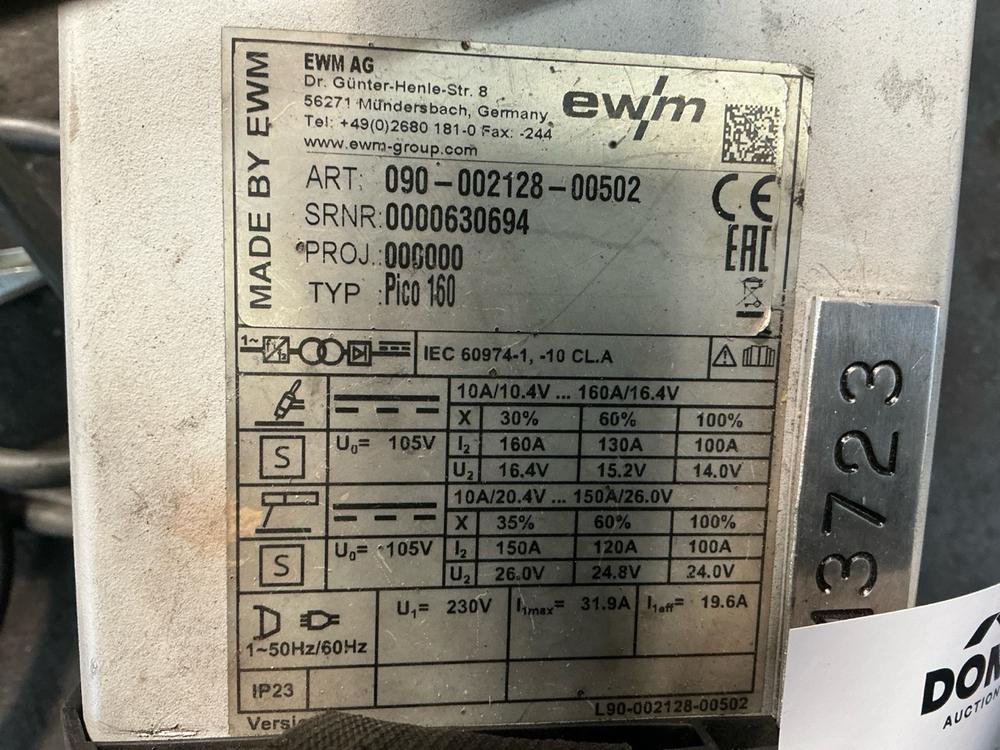 MADE BY EWM
EWM AG
Dr. Günter-Henle-Str. 8
56271 Mündersbach, Germany
Tel: +49(0)2680 181-0 Fax: -244
www.ewm-group.com
ewm
ART: 090-002128-00502
SRNR: 0000630694
PROJ.: 000000
TYP : Pico 160
CE
EAC
1~ f1/f2 IEC 60974-1, -10 CL.A
10A/10.4V ... 160A/16.4V
X 30% 60% 100%
S U0= 105V I2 160A 130A 100A
U2 16.4V 15.2V 14.0V
10A/20.4V ... 150A/26.0V
X 35% 60% 100%
S U0= 105V I2 150A 120A 100A
U2 26.0V 24.8V 24.0V
1~50Hz/60Hz U1= 230V I1max= 31.9A I1eff= 19.6A
IP23
L90-002128-00502
3723
AUCTION